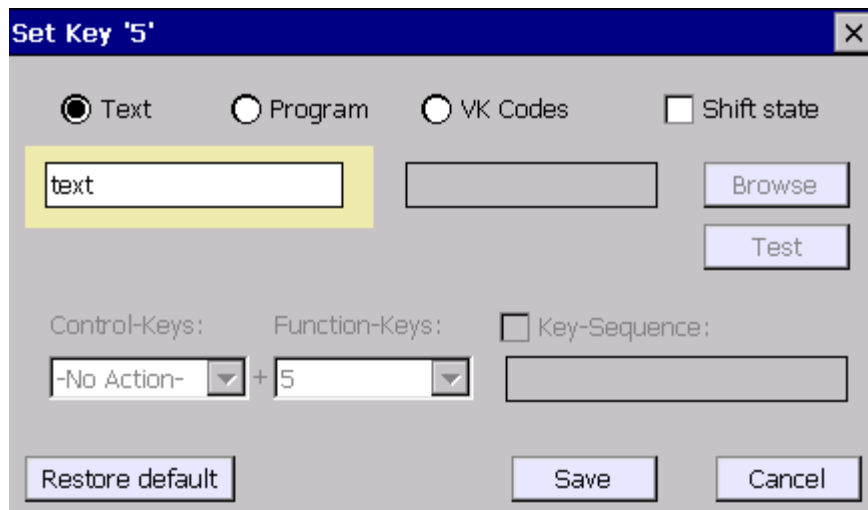 Set Key '5'
Text Program VK Codes Shift state
text Browse
Test
Control-Keys: Function-Keys: Key-Sequence:
-No Action- + 5
Restore default Save Cancel